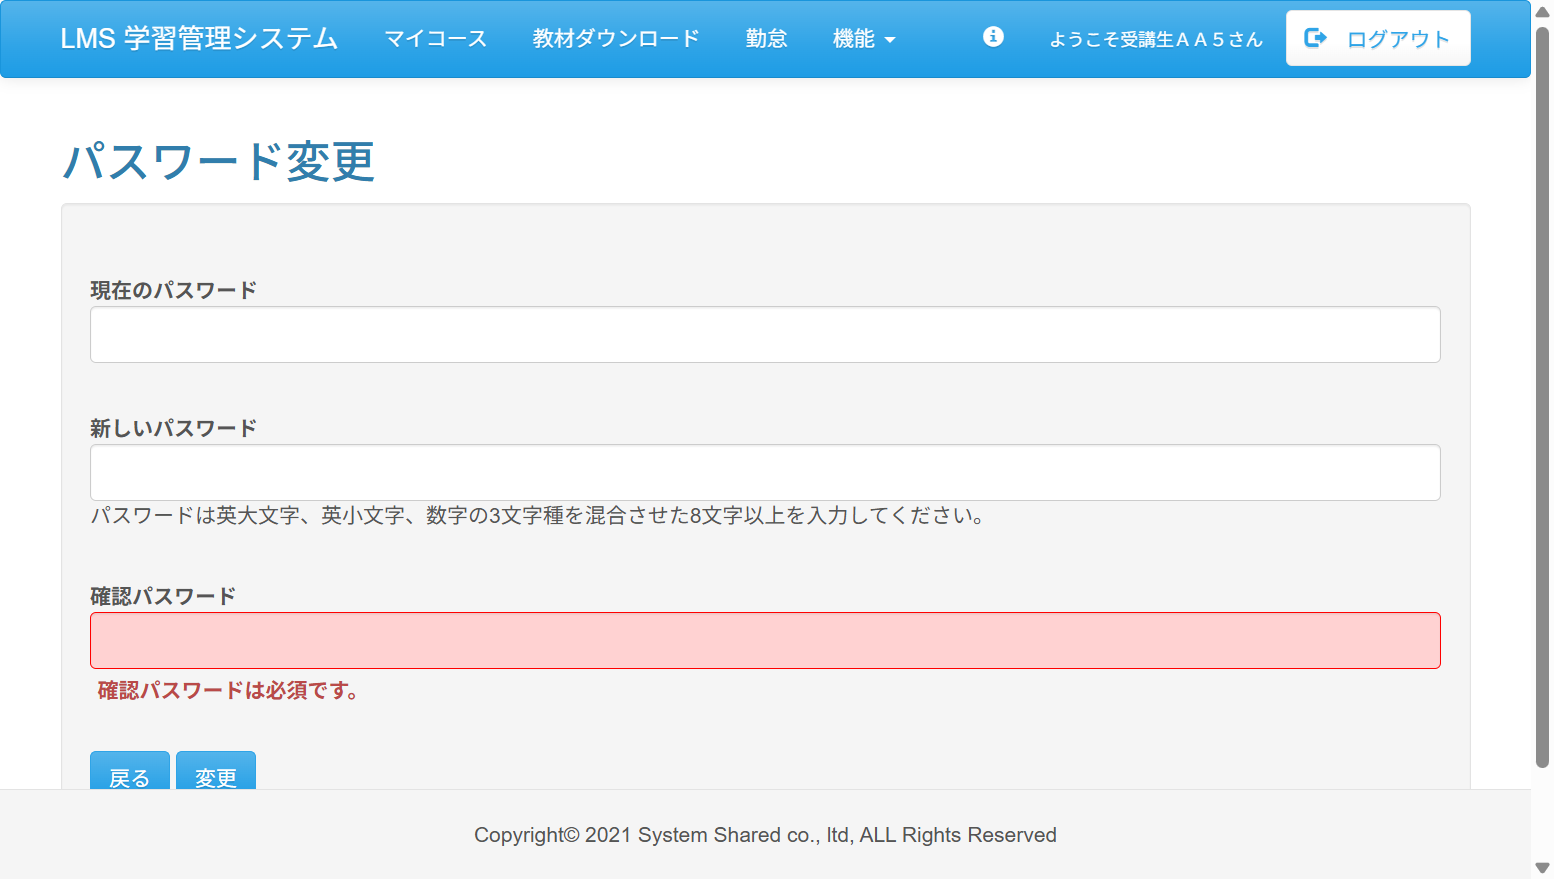 LMS 学習管理システム マイコース 教材ダウンロード 勤怠 機能 ようこそ受講生ＡＡ５さん ログアウト
パスワード変更
現在のパスワード
新しいパスワード
パスワードは英大文字、英小文字、数字の3文字種を混合させた8文字以上を入力してください。
確認パスワード
確認パスワードは必須です。
戻る 変更
Copyright© 2021 System Shared co., ltd, ALL Rights Reserved